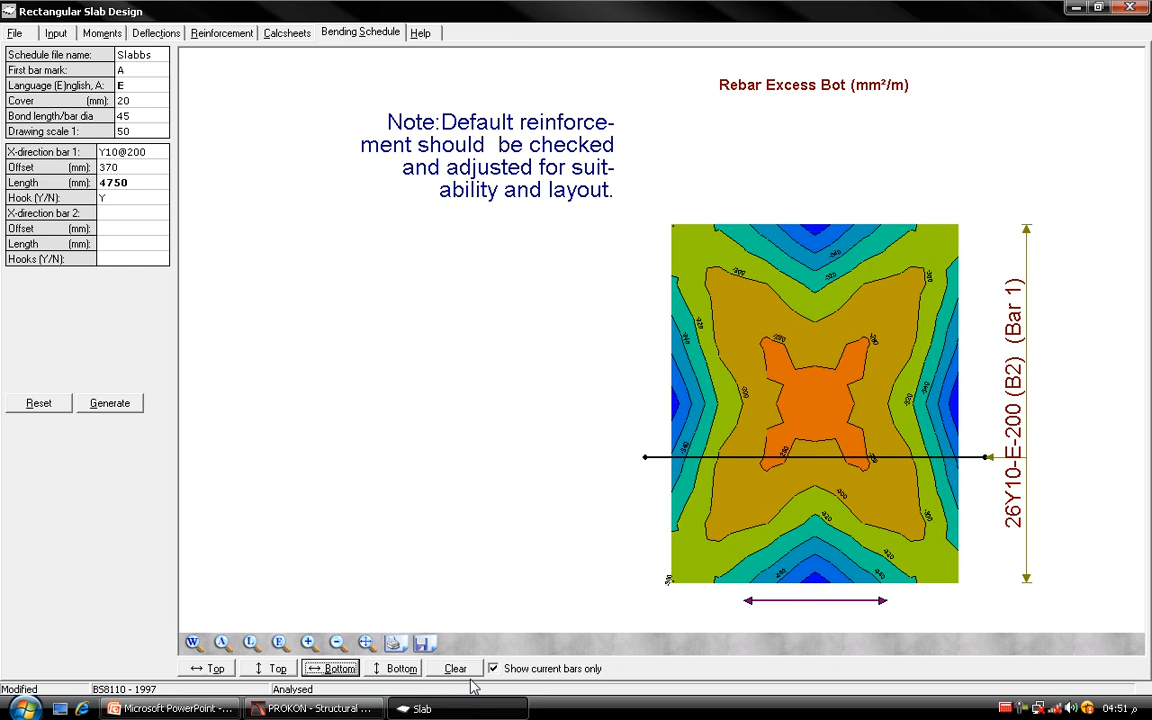 Rectangular Slab Design
File Input Moments Deflections Reinforcement Calcsheets Bending Schedule Help
Schedule file name: Slabbs
First bar mark: A
Language (E)nglish, A: E
Cover (mm): 20
Bond length/bar dia 45
Drawing scale 1: 50
X-direction bar 1: Y10@200
Offset (mm): 370
Length (mm): 4750
Hook (Y/N): Y
X-direction bar 2:
Offset (mm):
Length (mm):
Hooks (Y/N):
Reset Generate
Rebar Excess Bot (mm²/m)
Note:Default reinforce-
ment should be checked
and adjusted for suit-
ability and layout.
26Y10-E-200 (B2) (Bar 1)
W A L E
Top Top Bottom Bottom Clear Show current bars only
Modified BS8110 - 1997 Analysed
Microsoft PowerPoint -... PROKON - Structural ... Slab 04:51 م